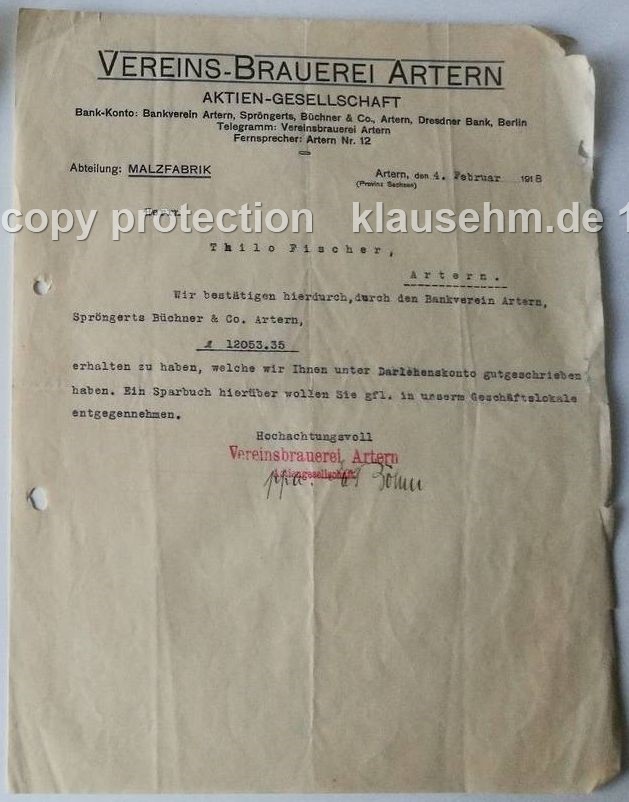 VEREINS-BRAUEREI ARTERN
AKTIEN-GESELLSCHAFT
Bank-Konto: Bankverein Artern, Spröngerts, Büchner & Co., Artern, Dresdner Bank, Berlin
Telegramm: Vereinsbrauerei Artern
Fernsprecher: Artern Nr. 12
Abteilung: MALZFABRIK
Artern, den 4. Februar 1918
(Provinz Sachsen)
copy protection klausehm.de 1
Herrn
Thilo Fischer,
Artern.
Wir bestätigen hierdurch, durch den Bankverein Artern,
Spröngerts Büchner & Co. Artern,
12053.35
erhalten zu haben, welche wir Ihnen unter Darlehenskonto gutgeschrieben
haben. Ein Sparbuch hierüber wollen Sie gfl. in unserm Geschäftslokale
entgegennehmen.
Hochachtungsvoll
Vereinsbrauerei Artern
Aktiengesellschaft
ppa. Böhm